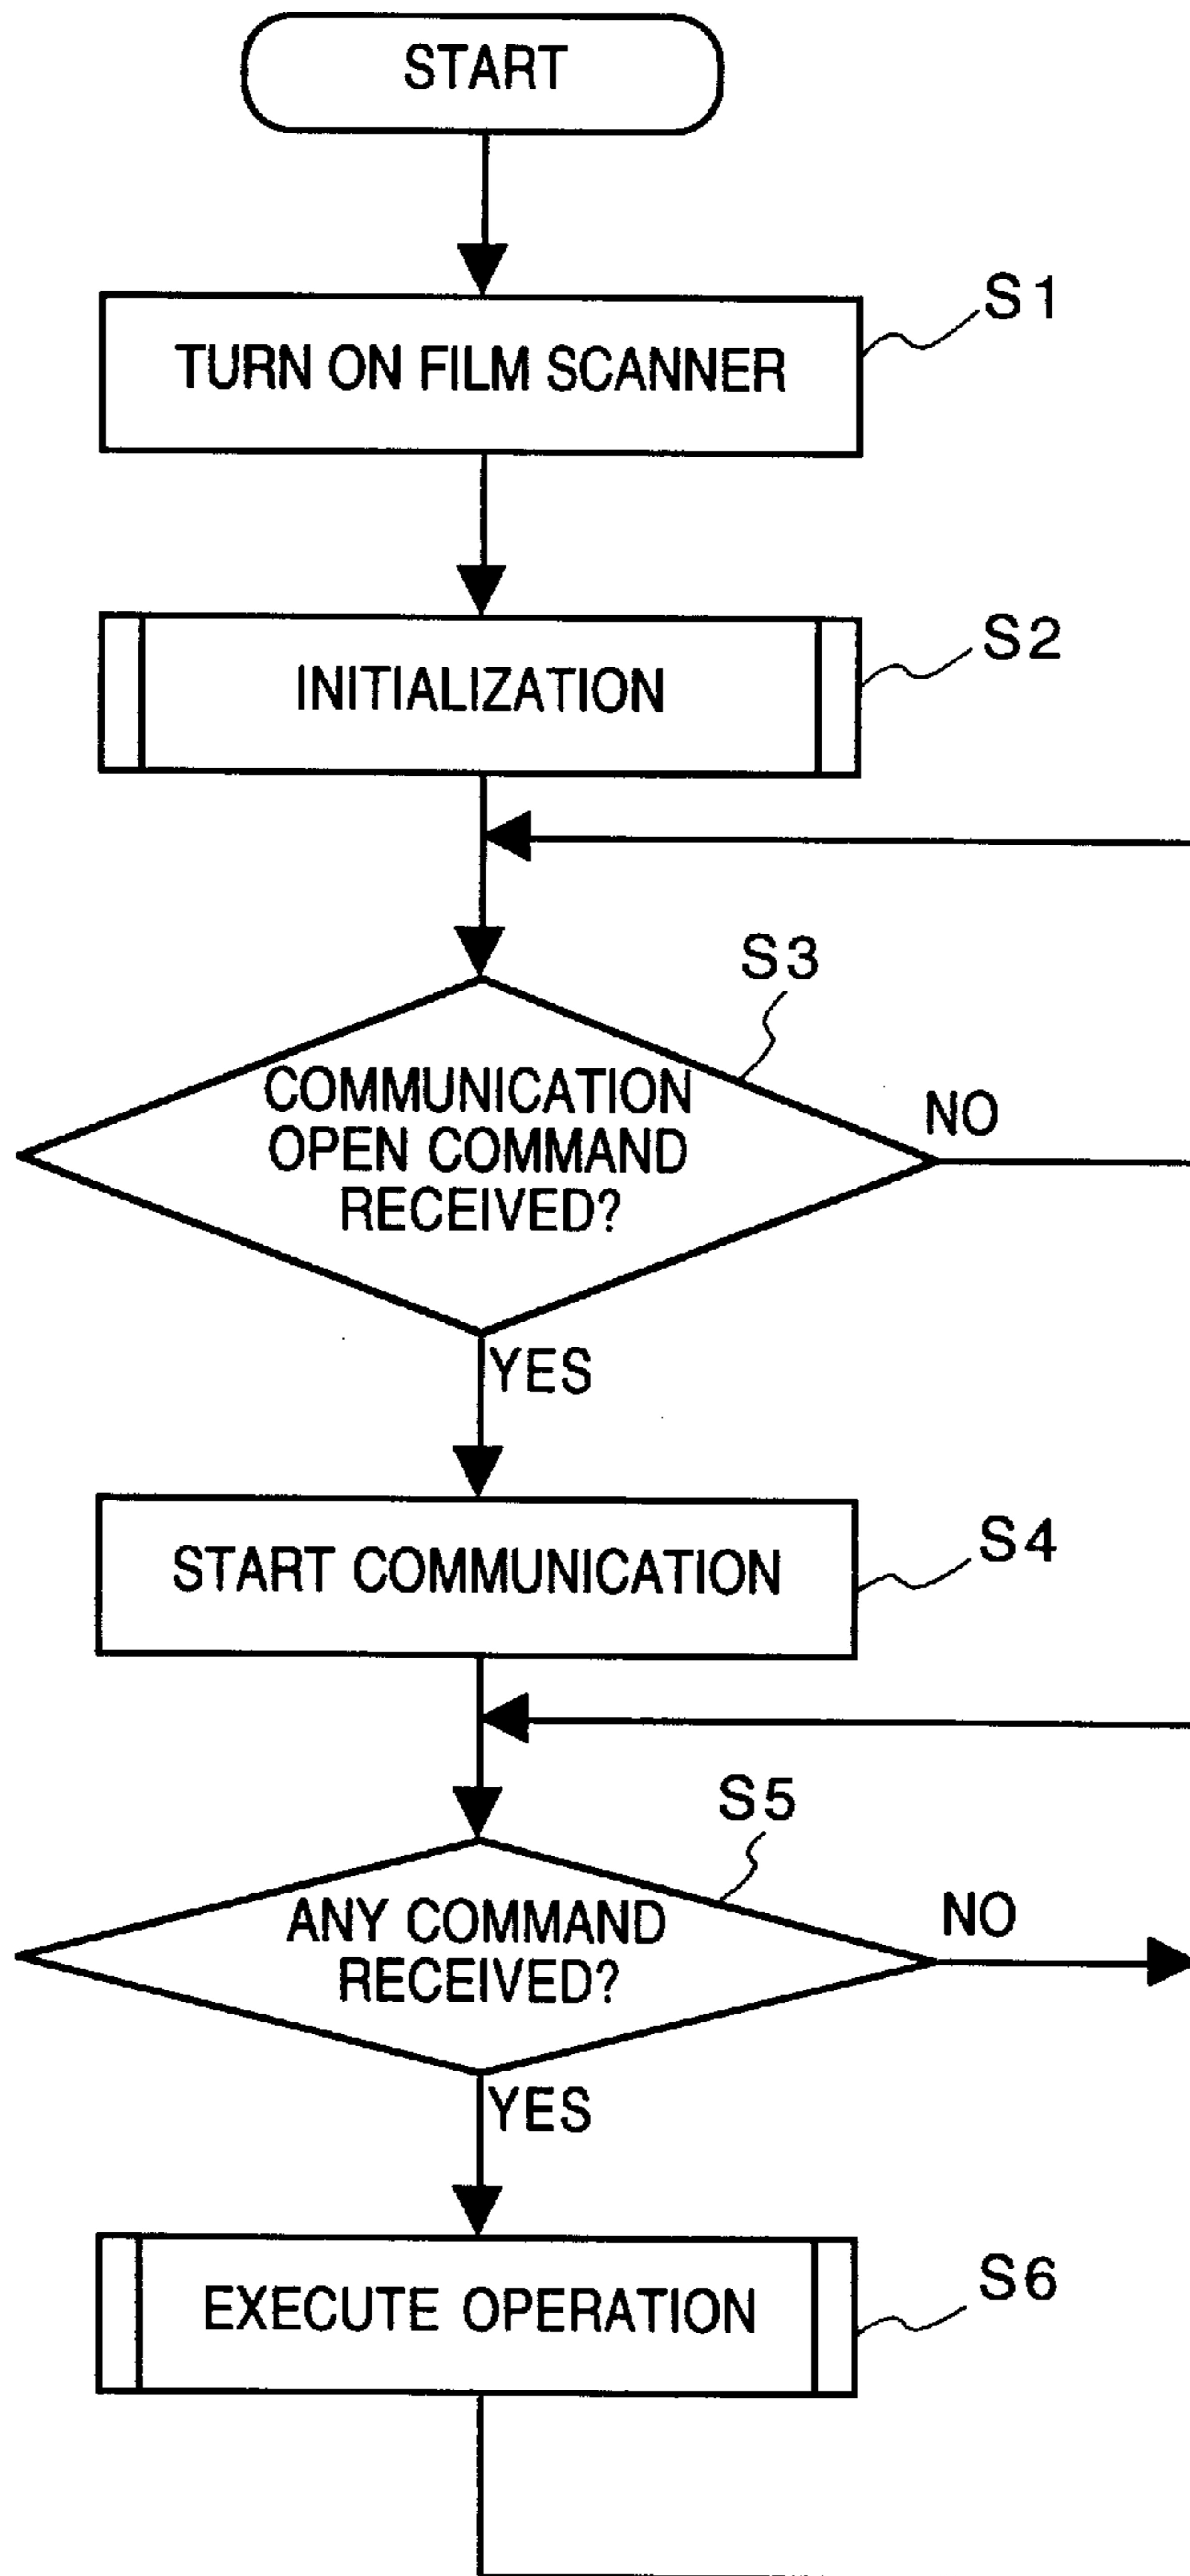 START
S1
TURN ON FILM SCANNER
S2
INITIALIZATION
S3
COMMUNICATION
OPEN COMMAND
RECEIVED?
NO
YES
S4
START COMMUNICATION
S5
ANY COMMAND
RECEIVED?
NO
YES
S6
EXECUTE OPERATION